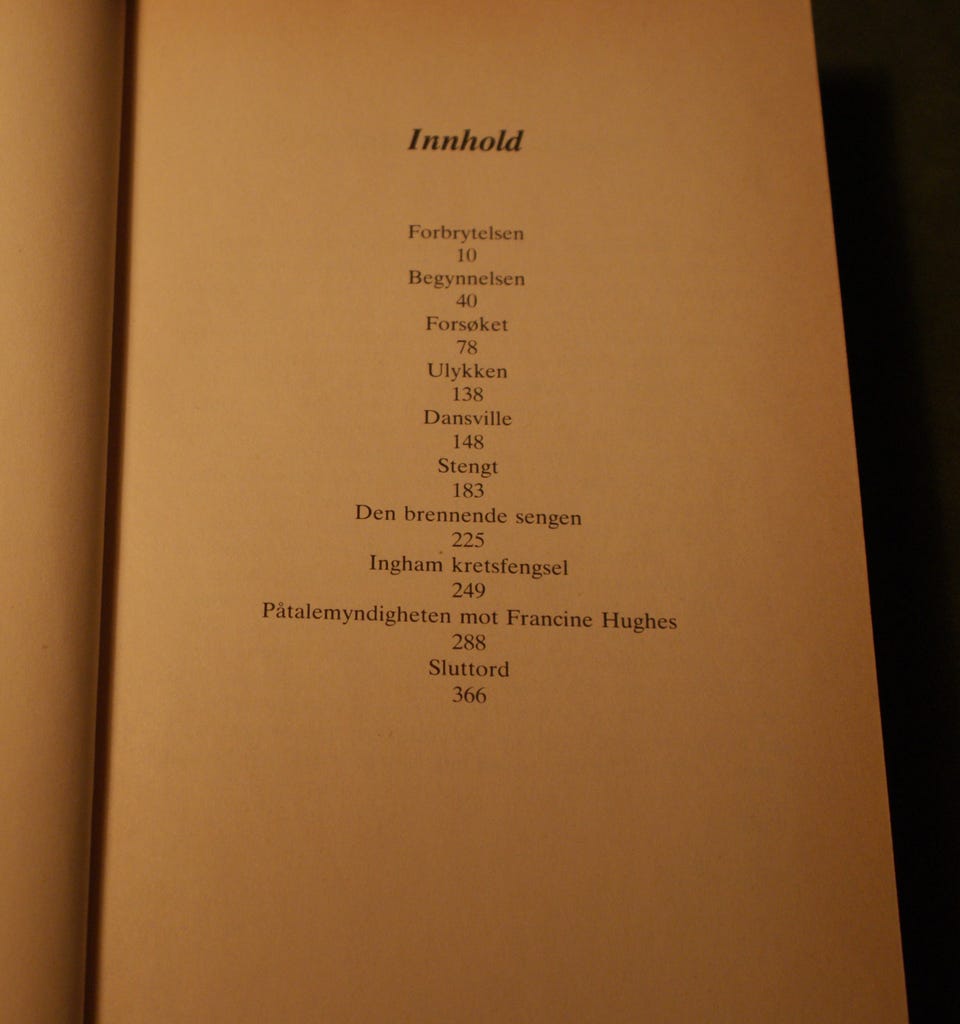 Innhold
Forbrytelsen
10
Begynnelsen
40
Forsøket
78
Ulykken
138
Dansville
148
Stengt
183
Den brennende sengen
225
Ingham kretsfengsel
249
Påtalemyndigheten mot Francine Hughes
288
Sluttord
366